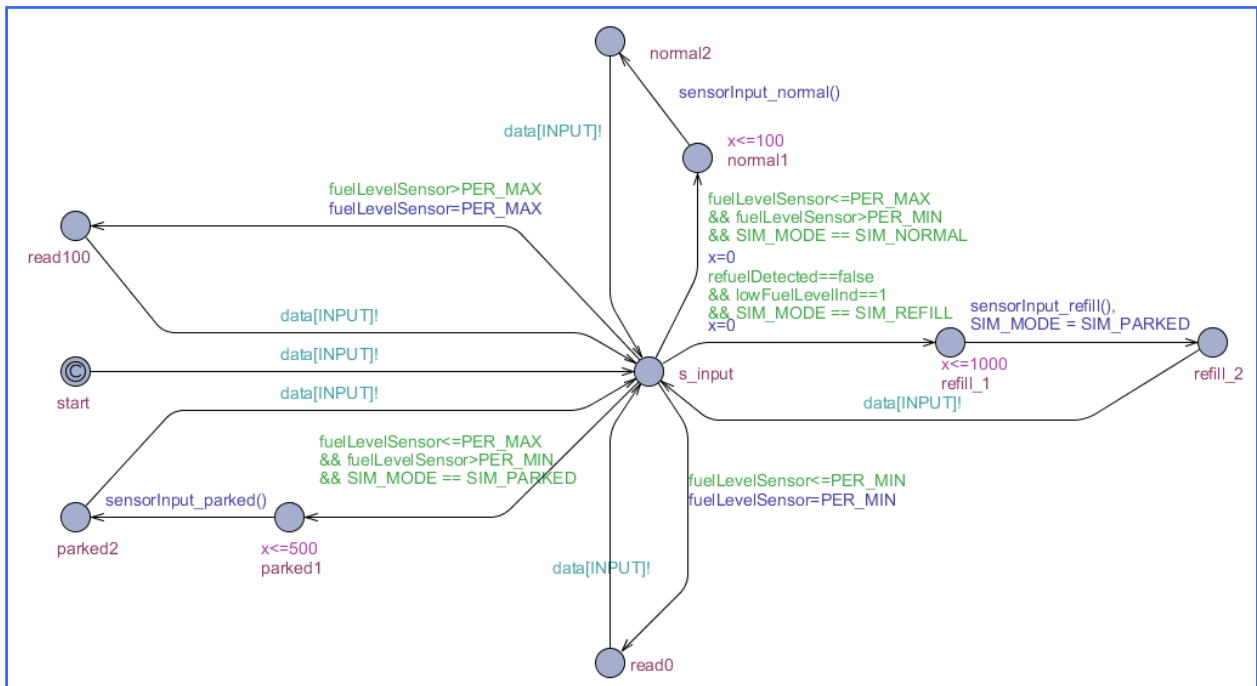 normal2
sensorInput_normal()
data[INPUT]!
x<=100
normal1
fuelLevelSensor>PER_MAX
fuelLevelSensor=PER_MAX
fuelLevelSensor<=PER_MAX
&& fuelLevelSensor>PER_MIN
&& SIM_MODE == SIM_NORMAL
x=0
read100
refuelDetected==false
&& lowFuelLevelInd==1
&& SIM_MODE == SIM_REFILL
x=0
sensorInput_refill(),
SIM_MODE = SIM_PARKED
data[INPUT]!
data[INPUT]!
C
start
s_input
x<=1000
refill_1
refill_2
data[INPUT]!
data[INPUT]!
fuelLevelSensor<=PER_MAX
&& fuelLevelSensor>PER_MIN
&& SIM_MODE == SIM_PARKED
fuelLevelSensor<=PER_MIN
fuelLevelSensor=PER_MIN
sensorInput_parked()
parked2
x<=500
parked1
data[INPUT]!
read0